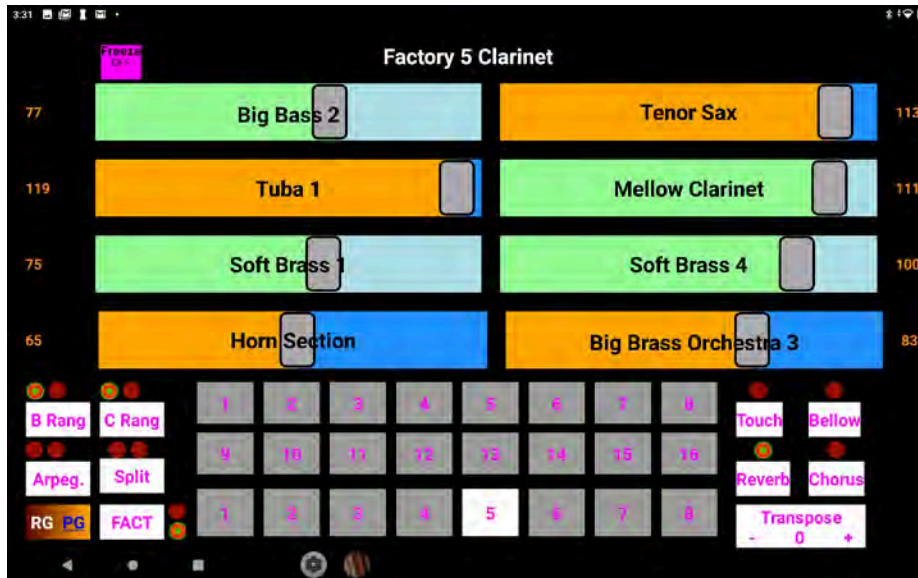 3:31
Freeze
OFF
Factory 5 Clarinet
77 Big Bass 2 Tenor Sax 113
119 Tuba 1 Mellow Clarinet 111
75 Soft Brass 1 Soft Brass 4 100
65 Horn Section Big Brass Orchestra 3 83
B Rang C Rang 1 2 3 4 5 6 7 8 Touch Bellow
Arpeg. Split 9 10 11 12 13 14 15 16 Reverb Chorus
RG PG FACT 1 2 3 4 5 6 7 8 Transpose
- 0 +